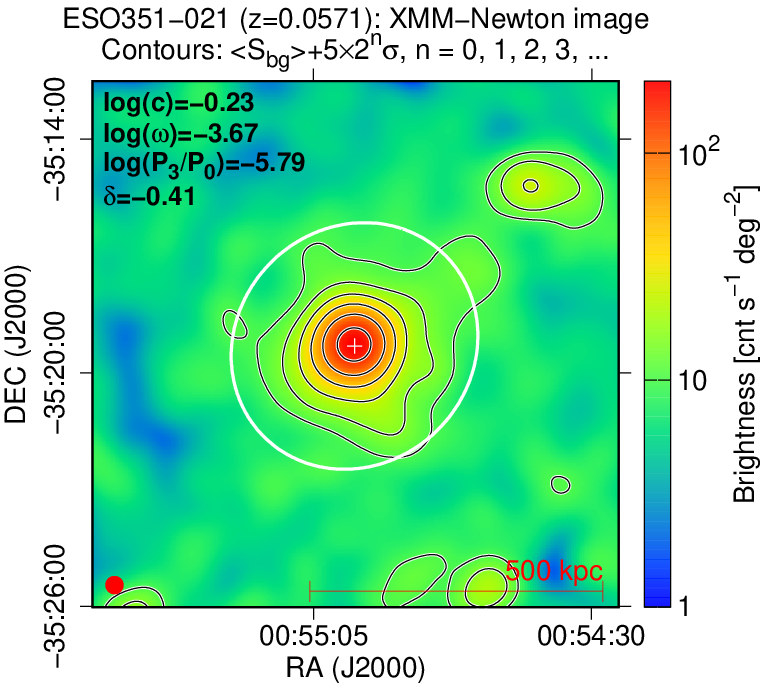 ESO351−021 (z=0.0571): XMM−Newton image
Contours: <S_bg>+5×2^nσ, n = 0, 1, 2, 3, ...
log(c)=−0.23
log(ω)=−3.67
log(P₃/P₀)=−5.79
δ=−0.41
−35:14:00
−35:20:00
−35:26:00
DEC (J2000)
500 kpc
00:55:05
00:54:30
RA (J2000)
10²
10
1
Brightness [cnt s⁻¹ deg⁻²]